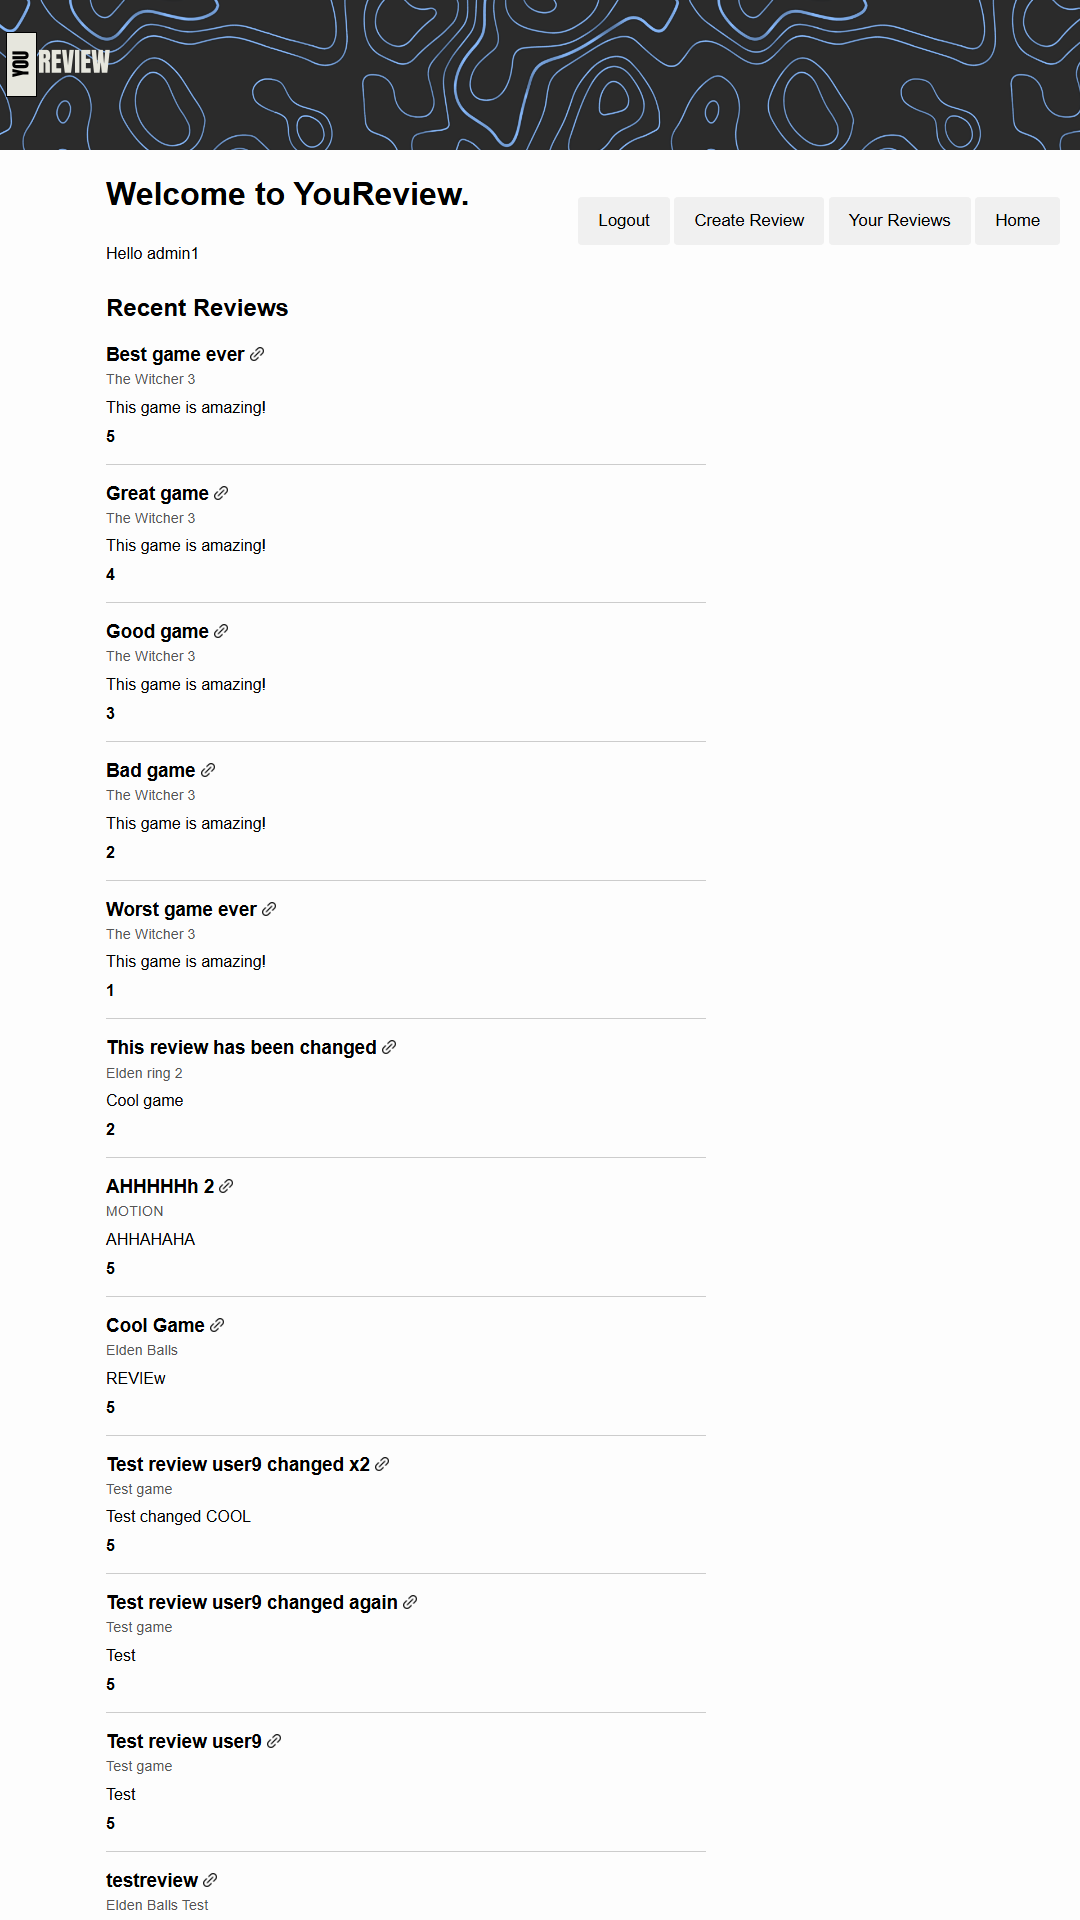 YOU REVIEW
Welcome to YouReview.
Logout Create Review Your Reviews Home
Hello admin1
Recent Reviews
Best game ever
The Witcher 3
This game is amazing!
5
Great game
The Witcher 3
This game is amazing!
4
Good game
The Witcher 3
This game is amazing!
3
Bad game
The Witcher 3
This game is amazing!
2
Worst game ever
The Witcher 3
This game is amazing!
1
This review has been changed
Elden ring 2
Cool game
2
AHHHHHh 2
MOTION
AHHAHAHA
5
Cool Game
Elden Balls
REVIEw
5
Test review user9 changed x2
Test game
Test changed COOL
5
Test review user9 changed again
Test game
Test
5
Test review user9
Test game
Test
5
testreview
Elden Balls Test